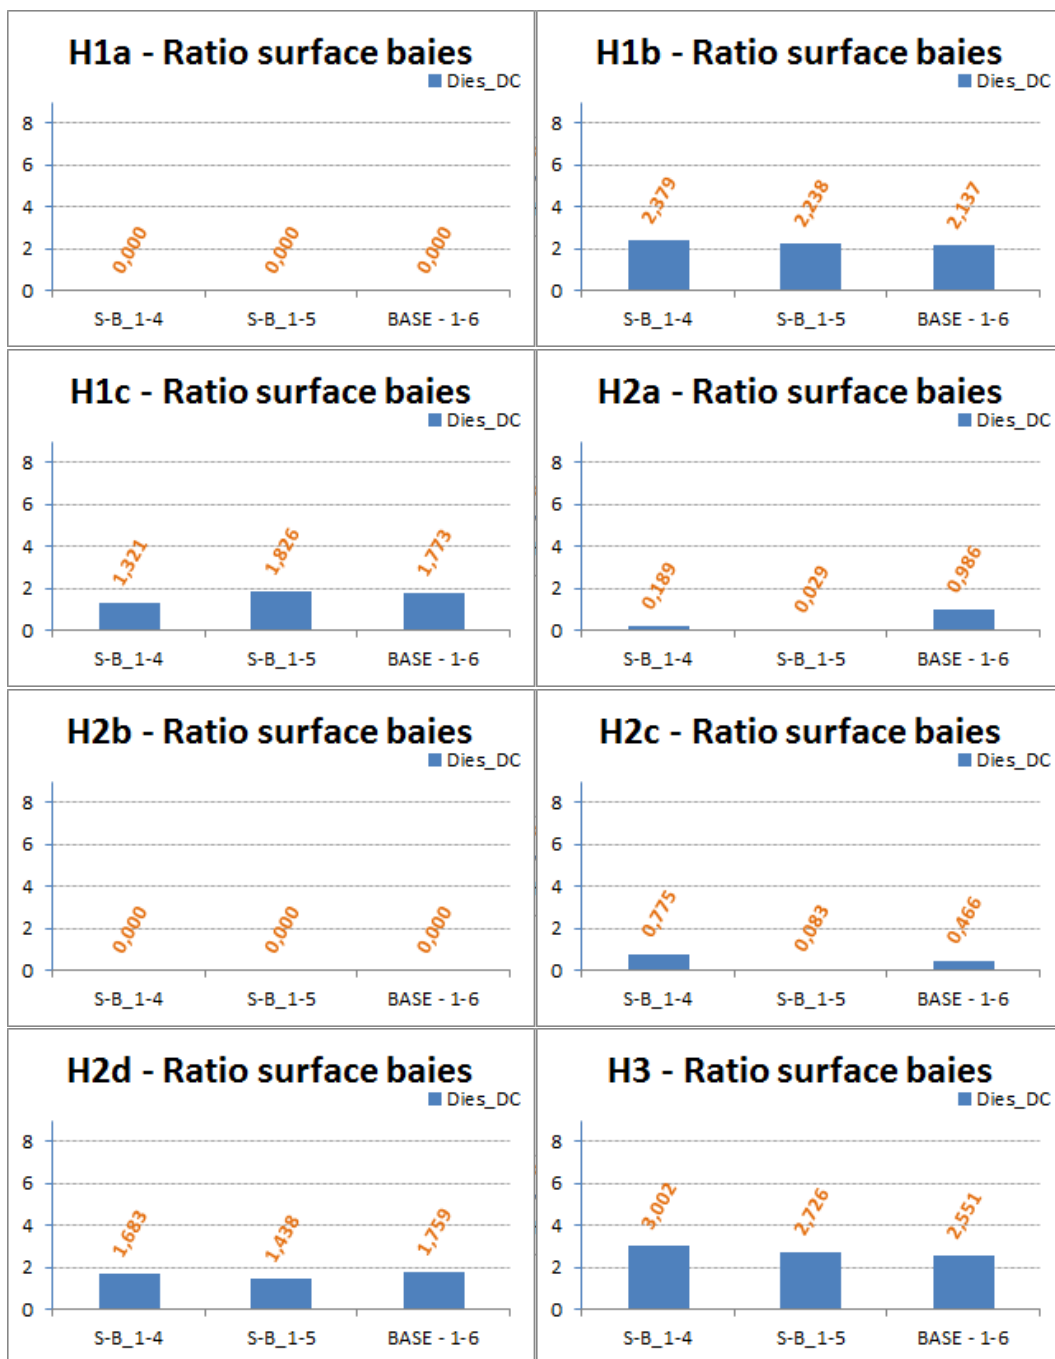 H1a - Ratio surface baies
Dies_DC
8
6
4
2
0
0,000
0,000
0,000
S-B_1-4
S-B_1-5
BASE - 1-6
H1b - Ratio surface baies
Dies_DC
8
6
4
2
0
2,379
2,238
2,137
S-B_1-4
S-B_1-5
BASE - 1-6
H1c - Ratio surface baies
Dies_DC
8
6
4
2
0
1,321
1,826
1,773
S-B_1-4
S-B_1-5
BASE - 1-6
H2a - Ratio surface baies
Dies_DC
8
6
4
2
0
0,189
0,029
0,986
S-B_1-4
S-B_1-5
BASE - 1-6
H2b - Ratio surface baies
Dies_DC
8
6
4
2
0
0,000
0,000
0,000
S-B_1-4
S-B_1-5
BASE - 1-6
H2c - Ratio surface baies
Dies_DC
8
6
4
2
0
0,775
0,083
0,466
S-B_1-4
S-B_1-5
BASE - 1-6
H2d - Ratio surface baies
Dies_DC
8
6
4
2
0
1,683
1,438
1,759
S-B_1-4
S-B_1-5
BASE - 1-6
H3 - Ratio surface baies
Dies_DC
8
6
4
2
0
3,002
2,726
2,551
S-B_1-4
S-B_1-5
BASE - 1-6